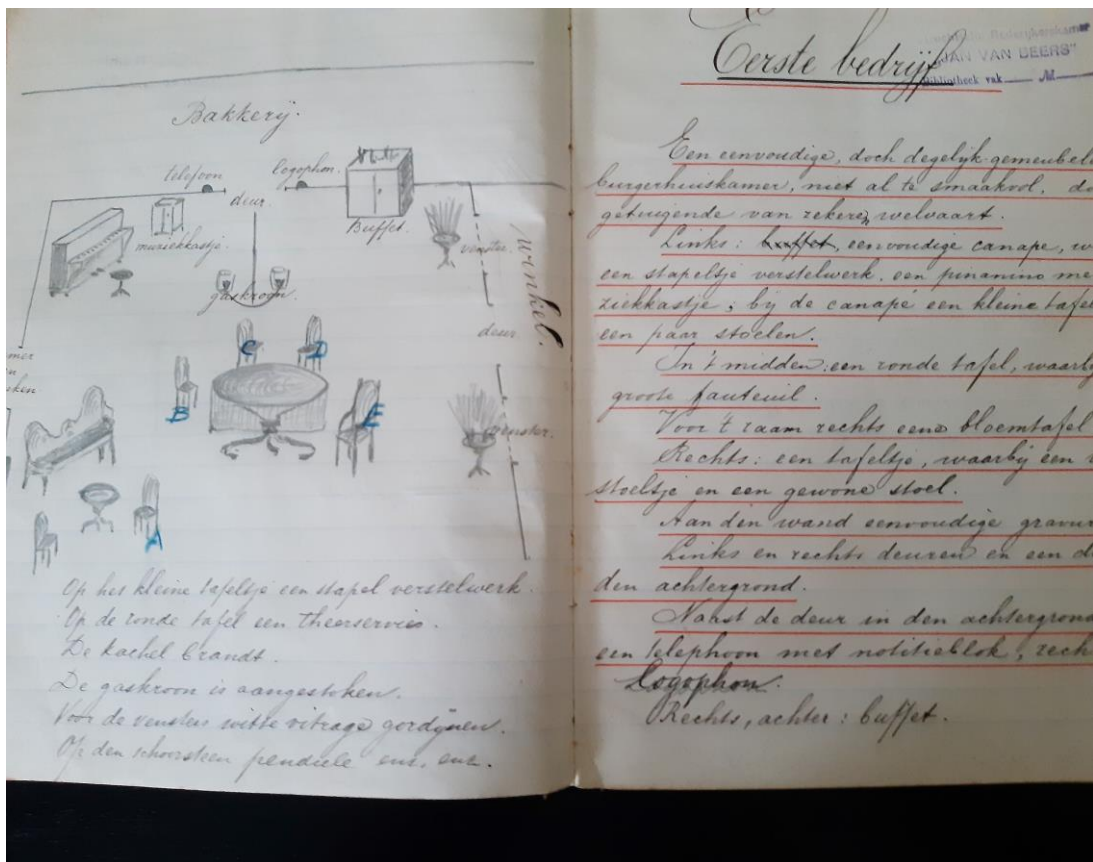 Bakkerij.
telefoon
logophon.
deur.
muziekkastje.
Buffet.
venster.
winkel.
gaskroon.
deur.
C
D
B
E
venster.
A
Op het kleine tafeltje een stapel verstelwerk.
Op de ronde tafel een theeservies.
De kachel brandt.
De gaskroon is aangestoken.
Voor de vensters witte vitrage gordijnen.
Op den schoorsteen pendule enz. enz.
Eerste bedrijf
Rederijkerskamer
"JAN VAN BEERS"
Bibliotheek vak
Een eenvoudige, doch degelijk gemeubel
burgerhuiskamer, niet al te smaakvol, do
getuigende van zekere welvaart.
Links: buffet, eenvoudige canape, w
een stapeltje verstelwerk. een pinanino me
ziekkastje; bij de canapé een kleine tafel
een paar stoelen.
In 't midden: een ronde tafel, waarbij
groote fauteuil.
Voor 't raam rechts eene bloemtafel
Rechts: een tafeltje, waarbij een
stoeltje en een gewone stoel.
Aan den wand eenvoudige gravur
Links en rechts deuren en een d
den achtergrond.
Naast de deur in den achtergrond
een telephoon met notitieblok, rech
Logophon.
Rechts, achter: buffet.